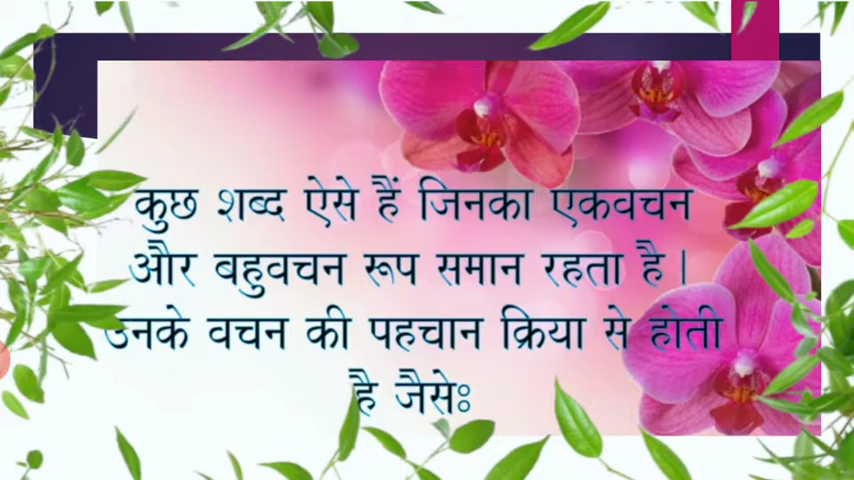 कुछ शब्द ऐसे हैं जिनका एकवचन
और बहुवचन रूप समान रहता है।
उनके वचन की पहचान क्रिया से होती
है जैसेः